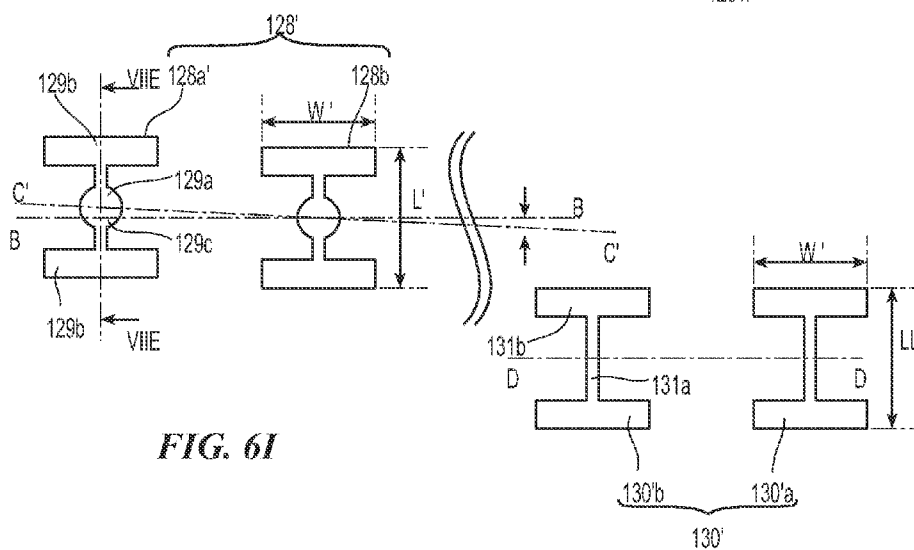 128'
129b
VIIE
128a'
W'
128b
129a
C'
L'
B
B
129c
C'
W'
129b
VIIE
131b
LL
D
131a
D
FIG. 6I
130'b
130'a
130'